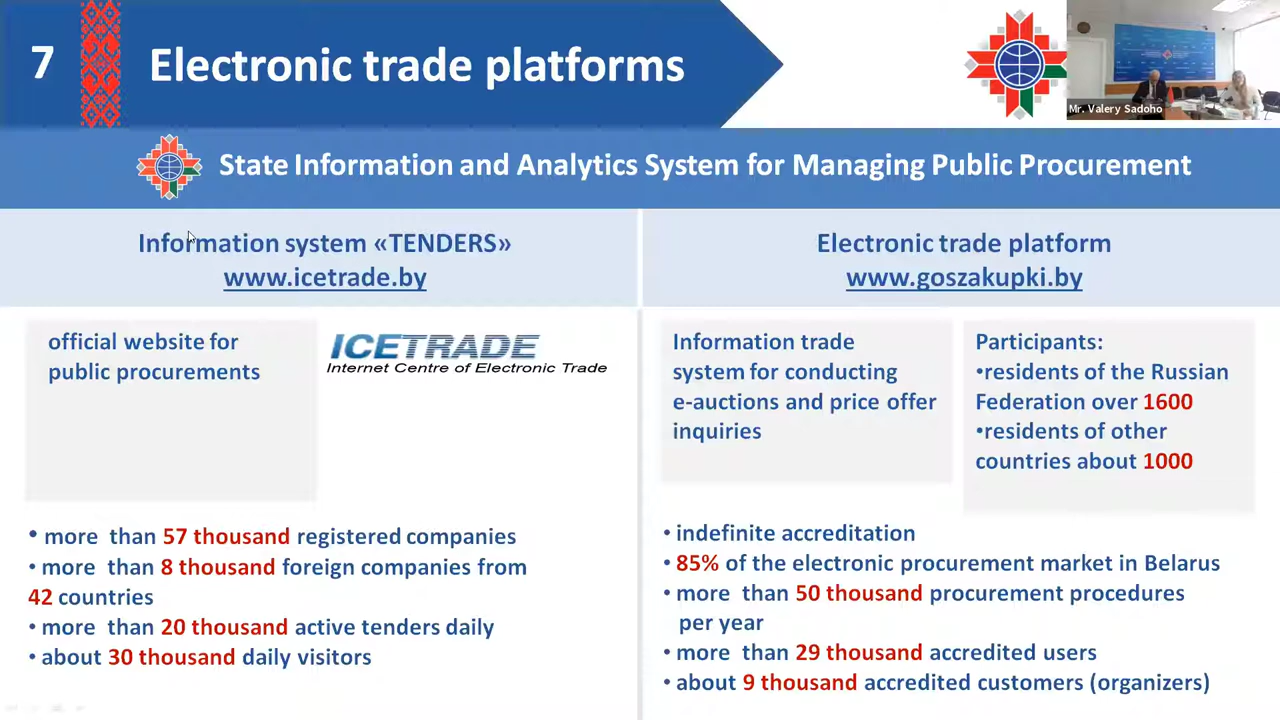 7
Electronic trade platforms
Mr. Valery Sadoho
State Information and Analytics System for Managing Public Procurement
Information system «TENDERS»
www.icetrade.by
official website for
public procurements
ICETRADE
Internet Centre of Electronic Trade
• more than 57 thousand registered companies
• more than 8 thousand foreign companies from
42 countries
• more than 20 thousand active tenders daily
• about 30 thousand daily visitors
Electronic trade platform
www.goszakupki.by
Information trade
system for conducting
e-auctions and price offer
inquiries
Participants:
•residents of the Russian
Federation over 1600
•residents of other
countries about 1000
• indefinite accreditation
• 85% of the electronic procurement market in Belarus
• more than 50 thousand procurement procedures
per year
• more than 29 thousand accredited users
• about 9 thousand accredited customers (organizers)